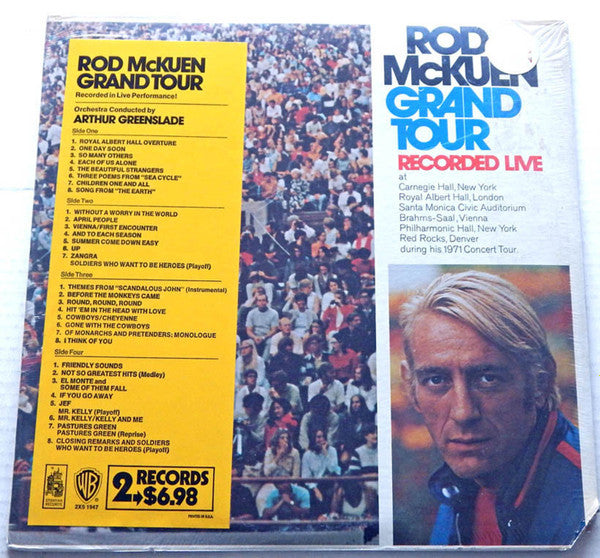 ROD McKUEN
GRAND TOUR
Recorded in Live Performance!
Orchestra Conducted by
ARTHUR GREENSLADE
Side One
1. ROYAL ALBERT HALL OVERTURE
2. ONE DAY SOON
3. SO MANY OTHERS
4. EACH OF US ALONE
5. THE BEAUTIFUL STRANGERS
6. THREE POEMS FROM "SEA CYCLE"
7. CHILDREN ONE AND ALL
8. SONG FROM "THE EARTH"
Side Two
1. WITHOUT A WORRY IN THE WORLD
2. APRIL PEOPLE
3. VIENNA/FIRST ENCOUNTER
4. AND TO EACH SEASON
5. SUMMER COME DOWN EASY
6. UP
7. ZANGRA
SOLDIERS WHO WANT TO BE HEROES (Playoff)
Side Three
1. THEMES FROM "SCANDALOUS JOHN" (Instrumental)
2. BEFORE THE MONKEYS CAME
3. ROUND, ROUND, ROUND
4. HIT 'EM IN THE HEAD WITH LOVE
5. COWBOYS/CHEYENNE
6. GONE WITH THE COWBOYS
7. OF MONARCHS AND PRETENDERS: MONOLOGUE
8. I THINK OF YOU
Side Four
1. FRIENDLY SOUNDS
2. NOT SO GREATEST HITS (Medley)
3. EL MONTE and
SOME OF THEM FALL
4. IF YOU GO AWAY
5. JEF
MR. KELLY (Playoff)
6. MR. KELLY/KELLY AND ME
7. PASTURES GREEN
PASTURES GREEN (Reprise)
8. CLOSING REMARKS AND SOLDIERS
WHO WANT TO BE HEROES (Playoff)
STANYAN
RECORDS
WB
2XS 1947
2 RECORDS
$6.98
PRINTED IN U.S.A.
ROD
McKUEN
GRAND
TOUR
RECORDED LIVE
at
Carnegie Hall, New York
Royal Albert Hall, London
Santa Monica Civic Auditorium
Brahms-Saal, Vienna
Philharmonic Hall, New York
Red Rocks, Denver
during his 1971 Concert Tour.